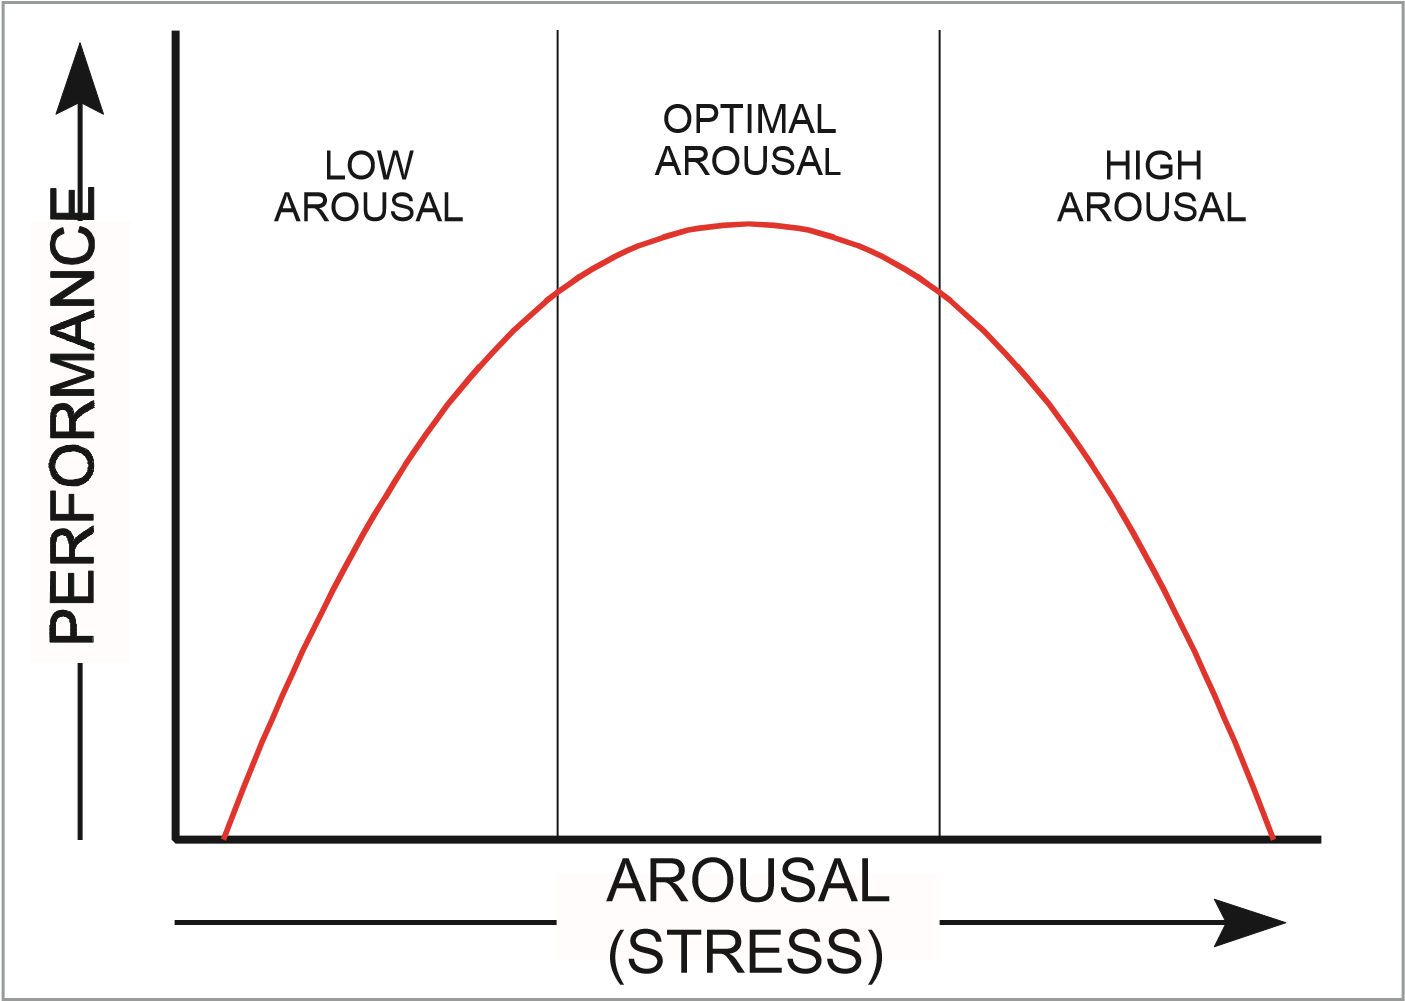 PERFORMANCE
LOW
AROUSAL
OPTIMAL
AROUSAL
HIGH
AROUSAL
AROUSAL
(STRESS)